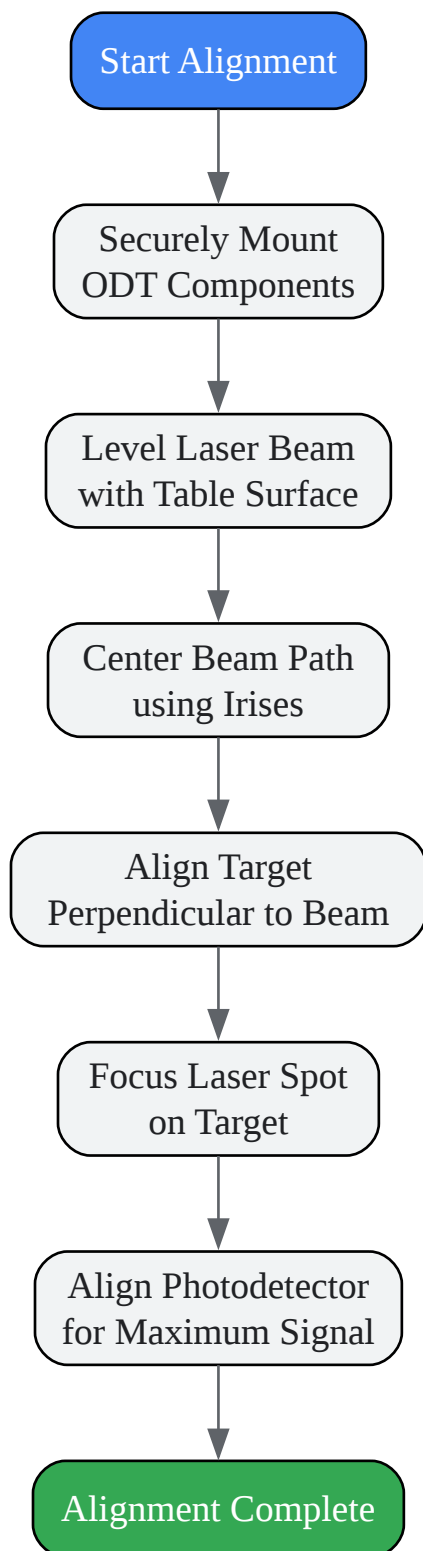 Start Alignment
Securely Mount
ODT Components
Level Laser Beam
with Table Surface
Center Beam Path
using Irises
Align Target
Perpendicular to Beam
Focus Laser Spot
on Target
Align Photodetector
for Maximum Signal
Alignment Complete